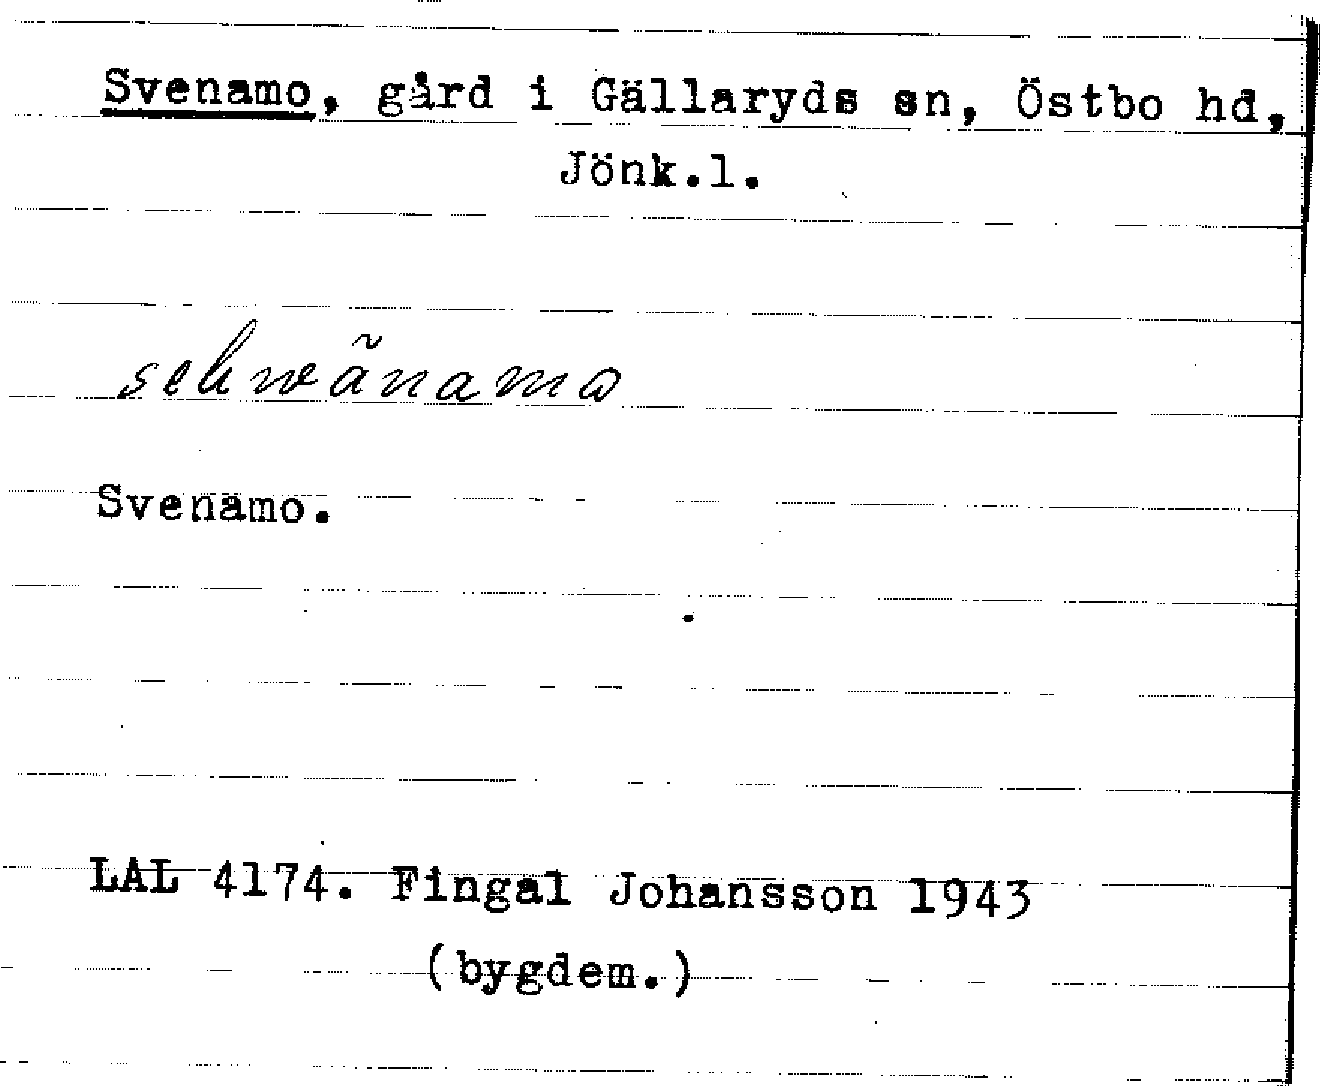 Svenamo, gård i Gällaryds sn, Östbo hd,
Jönk.l.
Svenamo.
LAL 4174. Fingal Johansson 1943
(bygdem.)